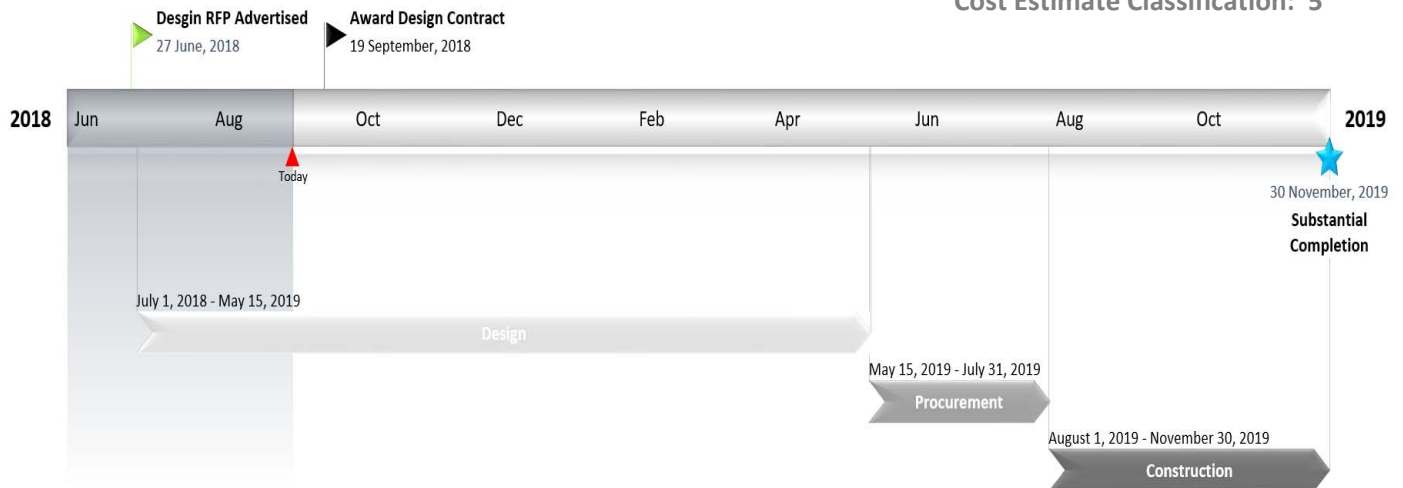 Cost Estimate Classification: 5
Desgin RFP Advertised
27 June, 2018
Award Design Contract
19 September, 2018
2018 Jun Aug Oct Dec Feb Apr Jun Aug Oct 2019
Today
30 November, 2019
Substantial
Completion
July 1, 2018 - May 15, 2019
Design
May 15, 2019 - July 31, 2019
Procurement
August 1, 2019 - November 30, 2019
Construction